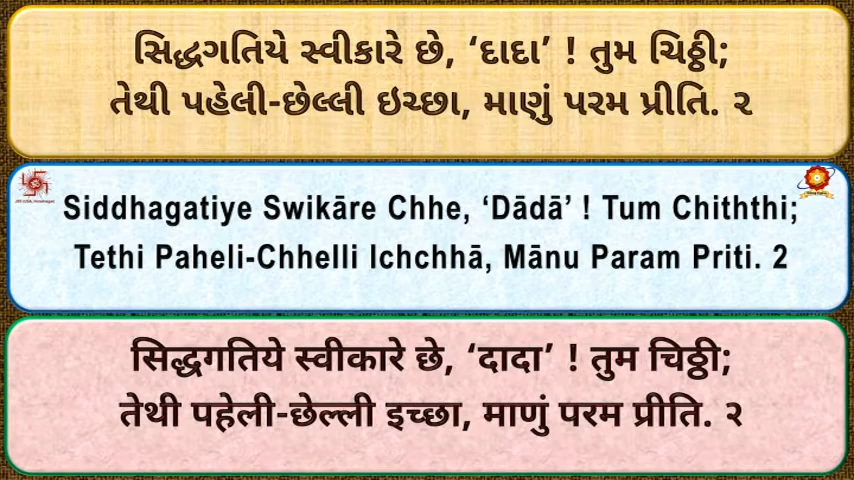 સિદ્ધગતિયે સ્વીકારે છે, ‘દાદા’ ! તુમ ચિઠ્ઠી;
તેથી પહેલી-છેલ્લી ઇચ્છા, માણું પરમ પ્રીતિ. ૨
Siddhagatiye Swikāre Chhe, ‘Dādā’ ! Tum Chiththi;
Tethi Paheli-Chhelli Ichchhā, Mānu Param Priti. 2
सिद्धगतिये स्वीकारे छे, ‘दादा’ ! तुम चिठ्ठी;
तेथी पहेली-छेल्ली इच्छा, माणुं परम प्रीति. २